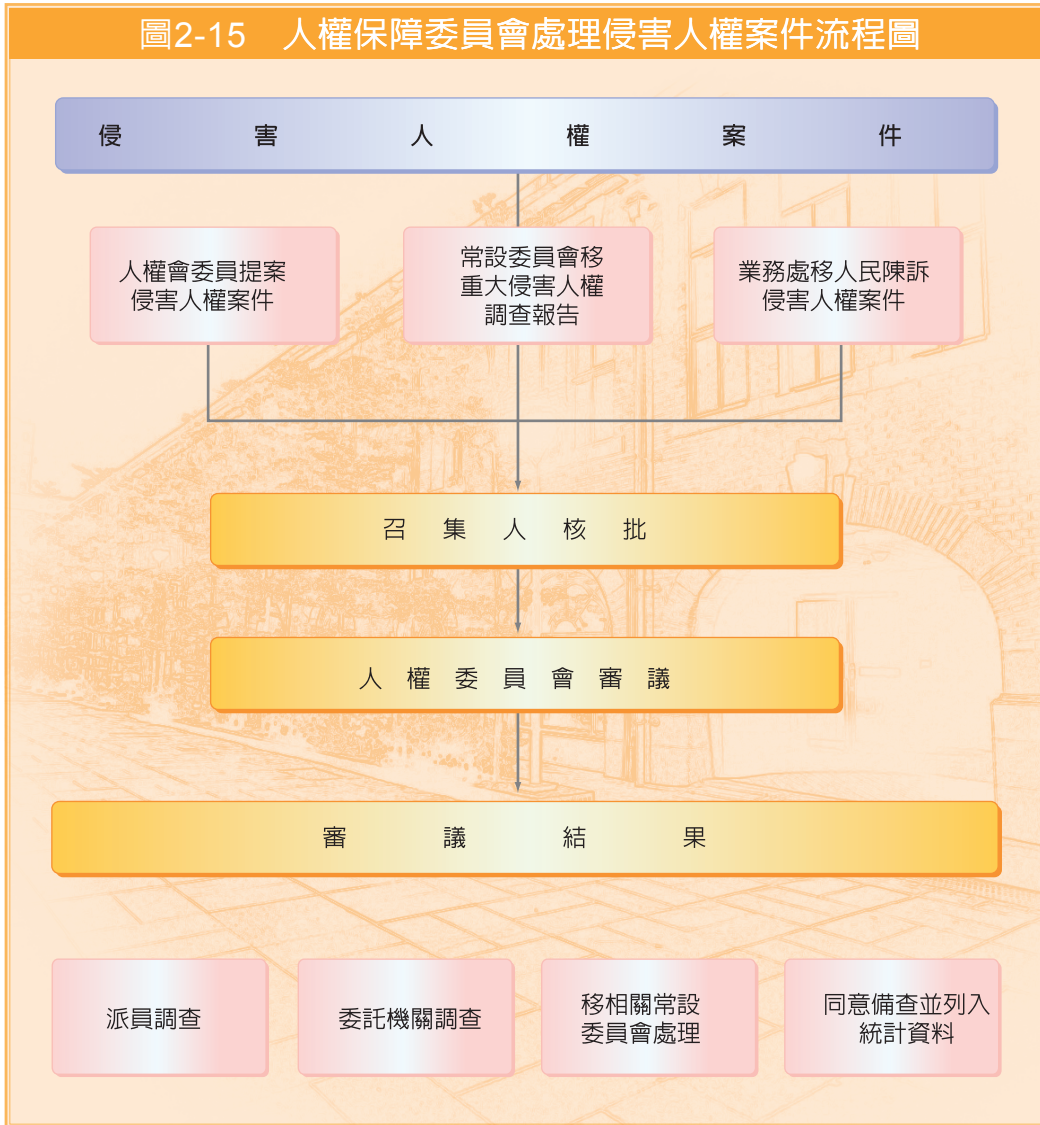 圖2-15　人權保障委員會處理侵害人權案件流程圖
侵害人權案件
人權會委員提案
侵害人權案件
常設委員會移
重大侵害人權
調查報告
業務處移人民陳訴
侵害人權案件
召集人核批
人權委員會審議
審議結果
派員調查
委託機關調查
移相關常設
委員會處理
同意備查並列入
統計資料